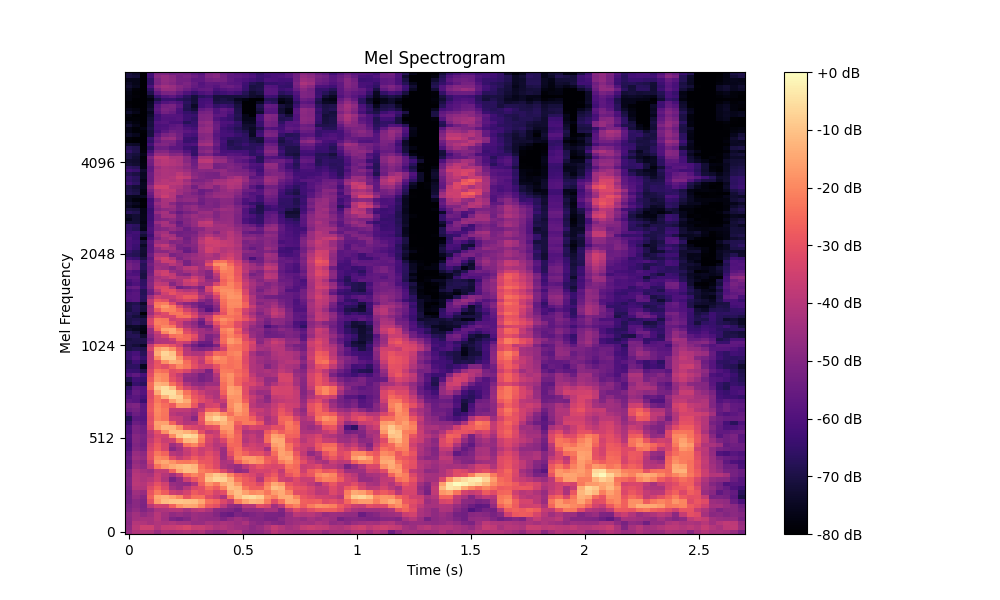 Mel Spectrogram
+0 dB
-10 dB
-20 dB
-30 dB
-40 dB
-50 dB
-60 dB
-70 dB
-80 dB
Mel Frequency
4096
2048
1024
512
0
0
0.5
1
1.5
2
2.5
Time (s)